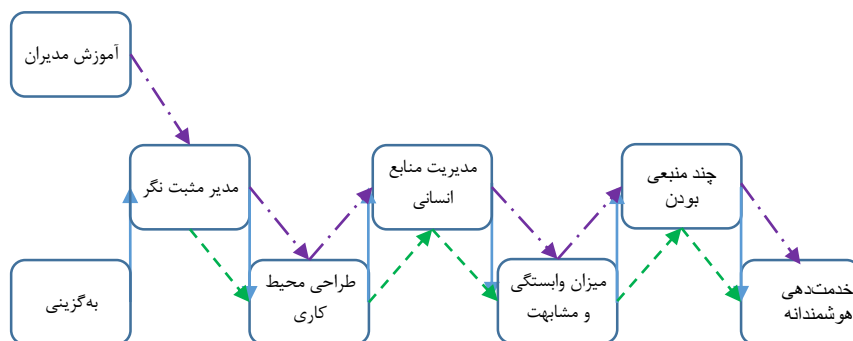 آموزش مدیران
مدیر مثبت نگر
مدیریت منابع
انسانی
چند منبعی
بودن
به‌گزینی
طراحی محیط
کاری
میزان وابستگی
و مشابهت
خدمت‌دهی
هوشمندانه